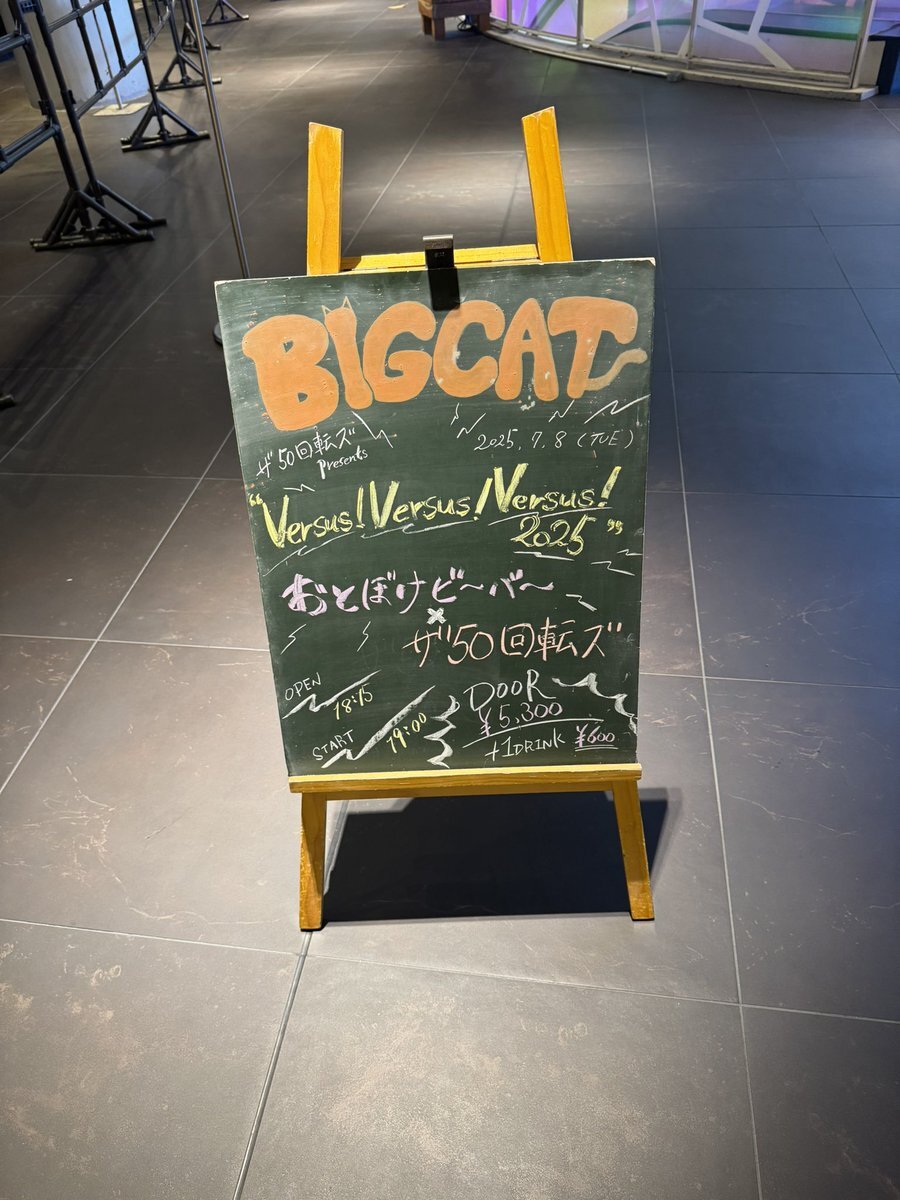 BIGCAT
ザ50回転ズ
presents
2025.7.8 (TUE)
"Versus! Versus! Versus!
2025"
おとぼけビ~バ~
×
ザ50回転ズ
OPEN
18:15
START
19:00
DOOR
¥5,300
+1DRINK ¥600